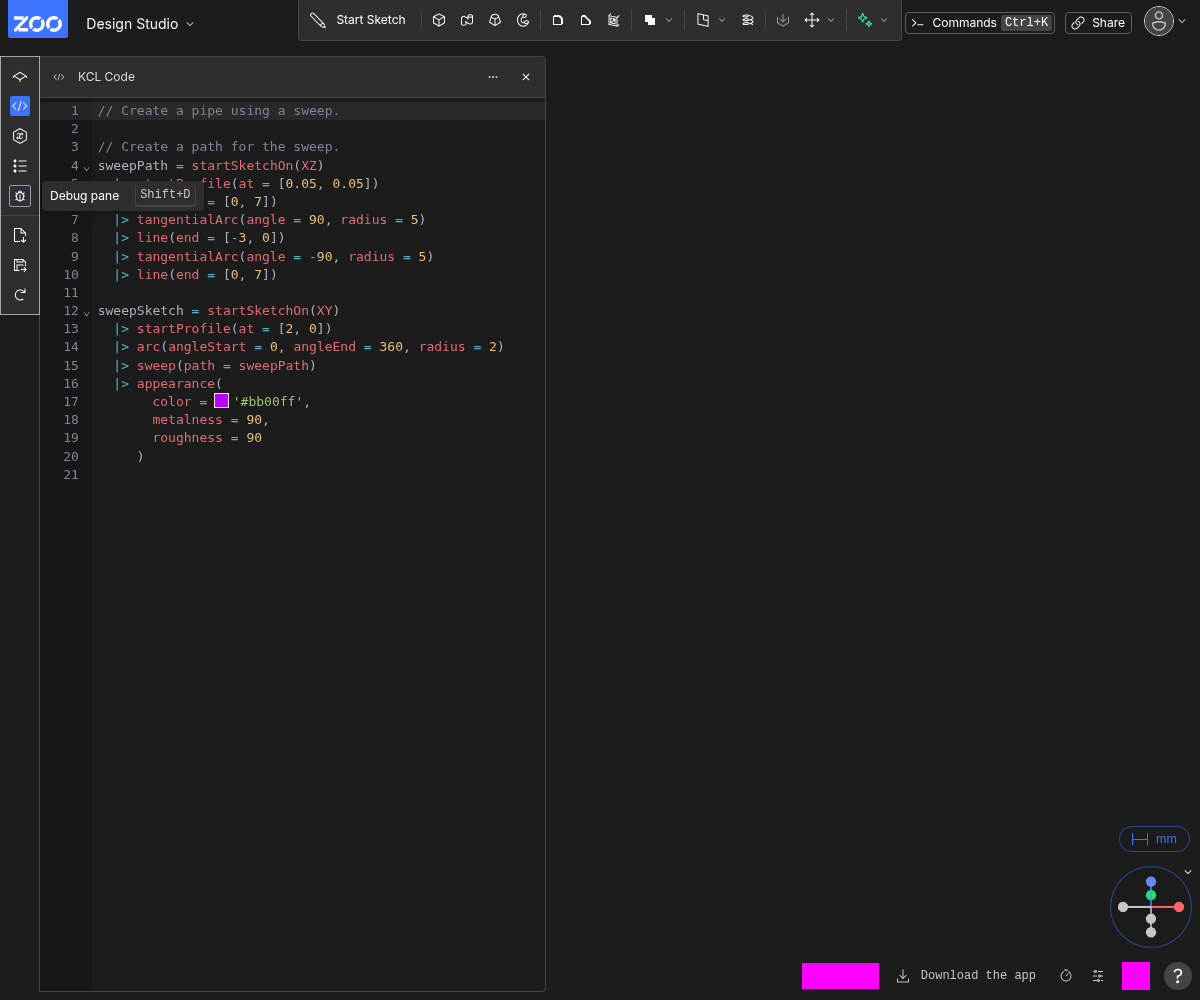 ZOO
Design Studio
Start Sketch
Commands Ctrl+K
Share
KCL Code
1 // Create a pipe using a sweep.
2
3 // Create a path for the sweep.
4 sweepPath = startSketchOn(XZ)
file(at = [0.05, 0.05])
Debug pane Shift+D
= [0, 7])
7 |> tangentialArc(angle = 90, radius = 5)
8 |> line(end = [-3, 0])
9 |> tangentialArc(angle = -90, radius = 5)
10 |> line(end = [0, 7])
11
12 sweepSketch = startSketchOn(XY)
13 |> startProfile(at = [2, 0])
14 |> arc(angleStart = 0, angleEnd = 360, radius = 2)
15 |> sweep(path = sweepPath)
16 |> appearance(
17 color = '#bb00ff',
18 metalness = 90,
19 roughness = 90
20 )
21
mm
Download the app
?